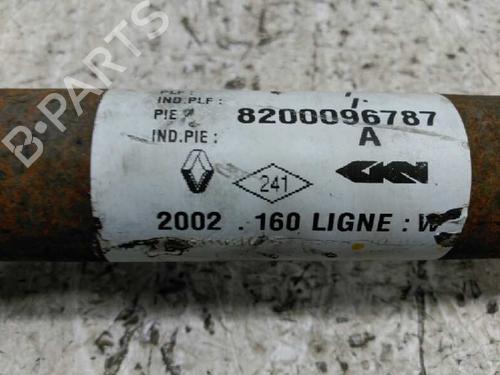 IND.PLF :
PIE : 8200096787
IND.PIE : A
241 GKN
2002 . 160 LIGNE : W
B-PARTS